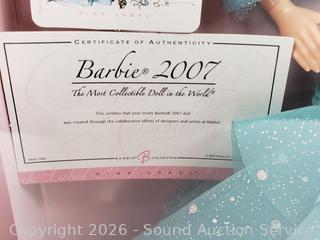 PINK LABEL
CERTIFICATE OF AUTHENTICITY
Barbie® 2007
The Most Collectible Doll in the World®
This certifies that your lovely Barbie® 2007 doll
was created through the collaborative efforts of designers and artists at Mattel.
BARBIE B COLLECTION
PINK LABEL
Copyright 2026 - Sound Auction Service